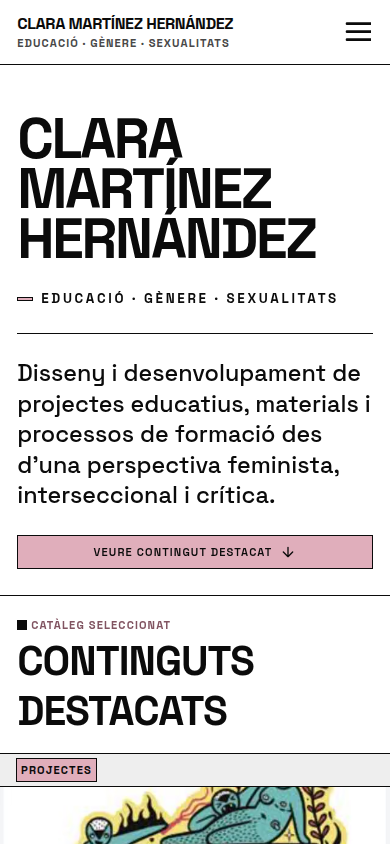 CLARA MARTÍNEZ HERNÁNDEZ
EDUCACIÓ · GÈNERE · SEXUALITATS
CLARA
MARTÍNEZ
HERNÁNDEZ
EDUCACIÓ · GÈNERE · SEXUALITATS
Disseny i desenvolupament de
projectes educatius, materials i
processos de formació des
d'una perspectiva feminista,
interseccional i crítica.
VEURE CONTINGUT DESTACAT ↓
CATÀLEG SELECCIONAT
CONTINGUTS
DESTACATS
PROJECTES